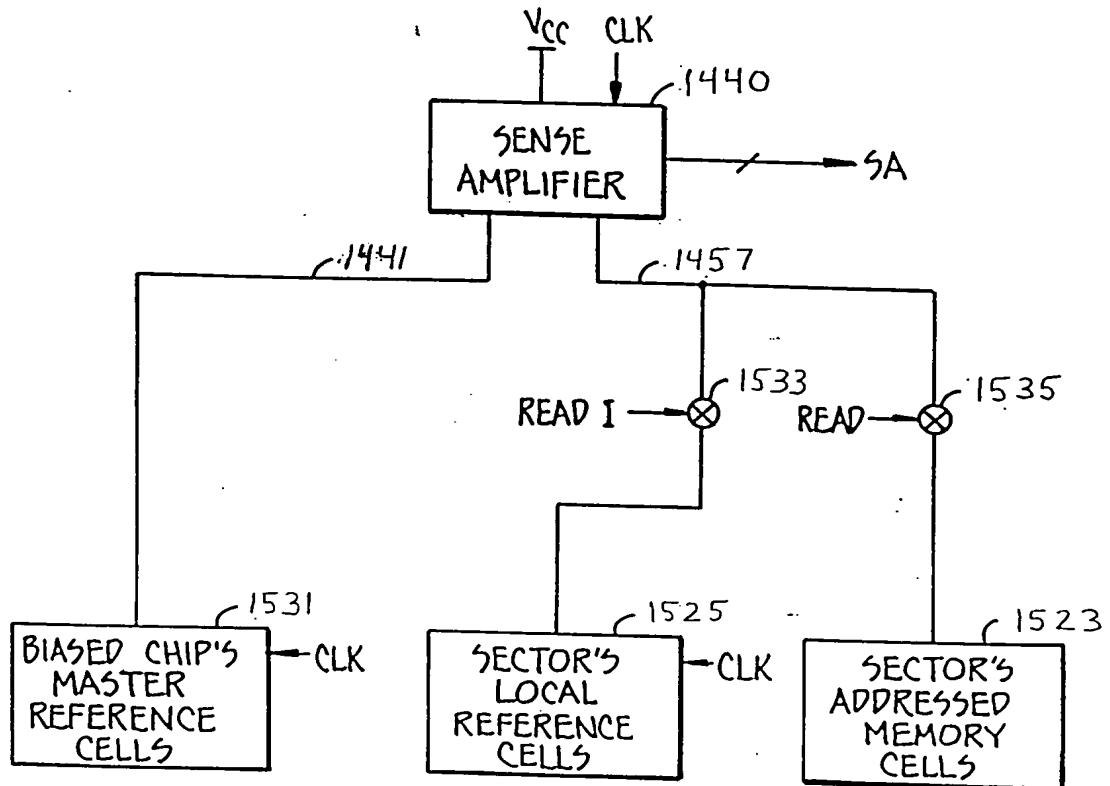 VCC CLK
1440
SENSE
AMPLIFIER
SA
1441
1457
1533
1535
READ I
READ
1531
1525
1523
BIASED CHIP'S
MASTER
REFERENCE
CELLS
CLK
SECTOR'S
LOCAL
REFERENCE
CELLS
CLK
SECTOR'S
ADDRESSED
MEMORY
CELLS